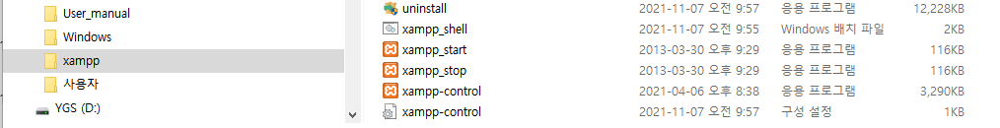 User_manual
Windows
xampp
사용자
YGS (D:)
uninstall 2021-11-07 오전 9:57 응용 프로그램 12,228KB
xampp_shell 2021-11-07 오전 9:55 Windows 배치 파일 2KB
xampp_start 2013-03-30 오후 9:29 응용 프로그램 116KB
xampp_stop 2013-03-30 오후 9:29 응용 프로그램 116KB
xampp-control 2021-04-06 오후 8:38 응용 프로그램 3,290KB
xampp-control 2021-11-07 오전 9:57 구성 설정 1KB